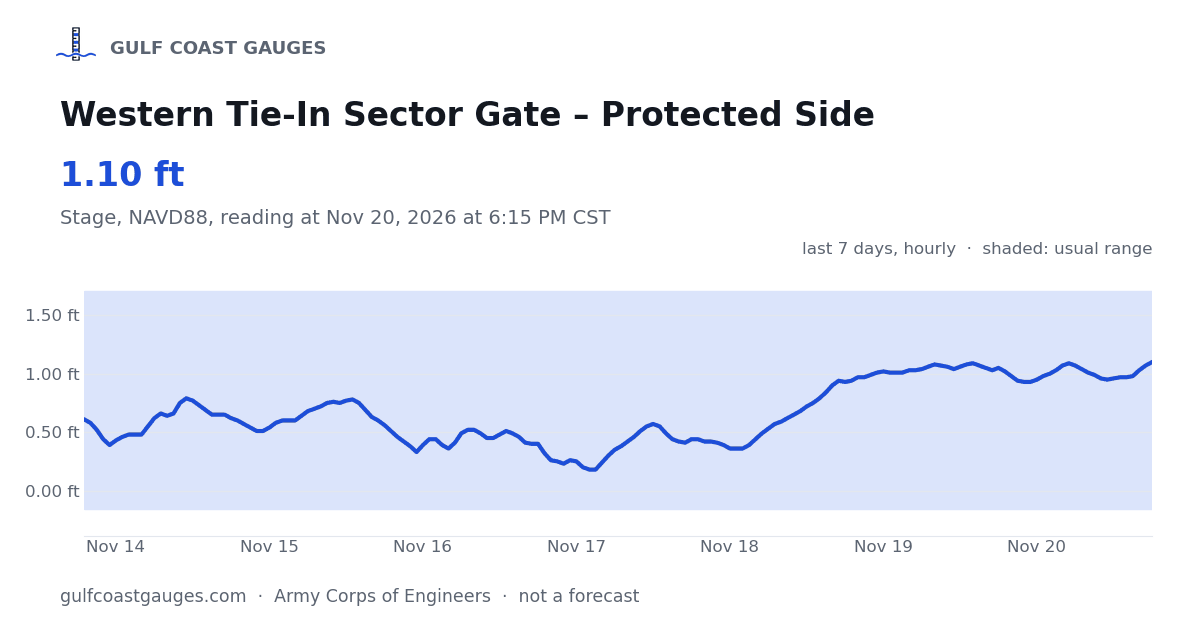 GULF COAST GAUGES
Western Tie-In Sector Gate – Protected Side
1.10 ft
Stage, NAVD88, reading at Nov 20, 2026 at 6:15 PM CST
last 7 days, hourly · shaded: usual range
1.50 ft
1.00 ft
0.50 ft
0.00 ft
Nov 14 Nov 15 Nov 16 Nov 17 Nov 18 Nov 19 Nov 20
gulfcoastgauges.com · Army Corps of Engineers · not a forecast